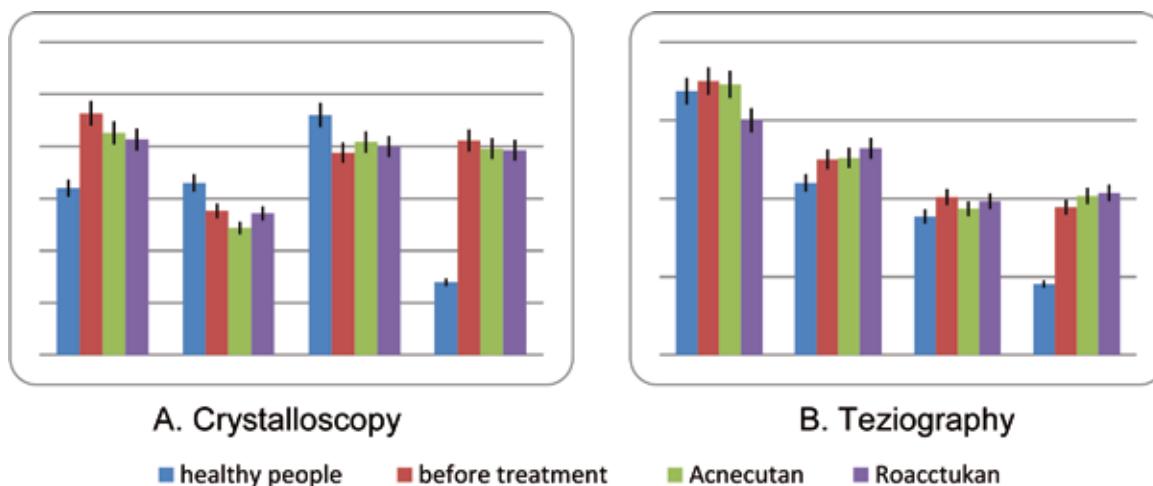 A. Crystalloscopy
B. Teziography
healthy people before treatment Acnecutan Roacctukan